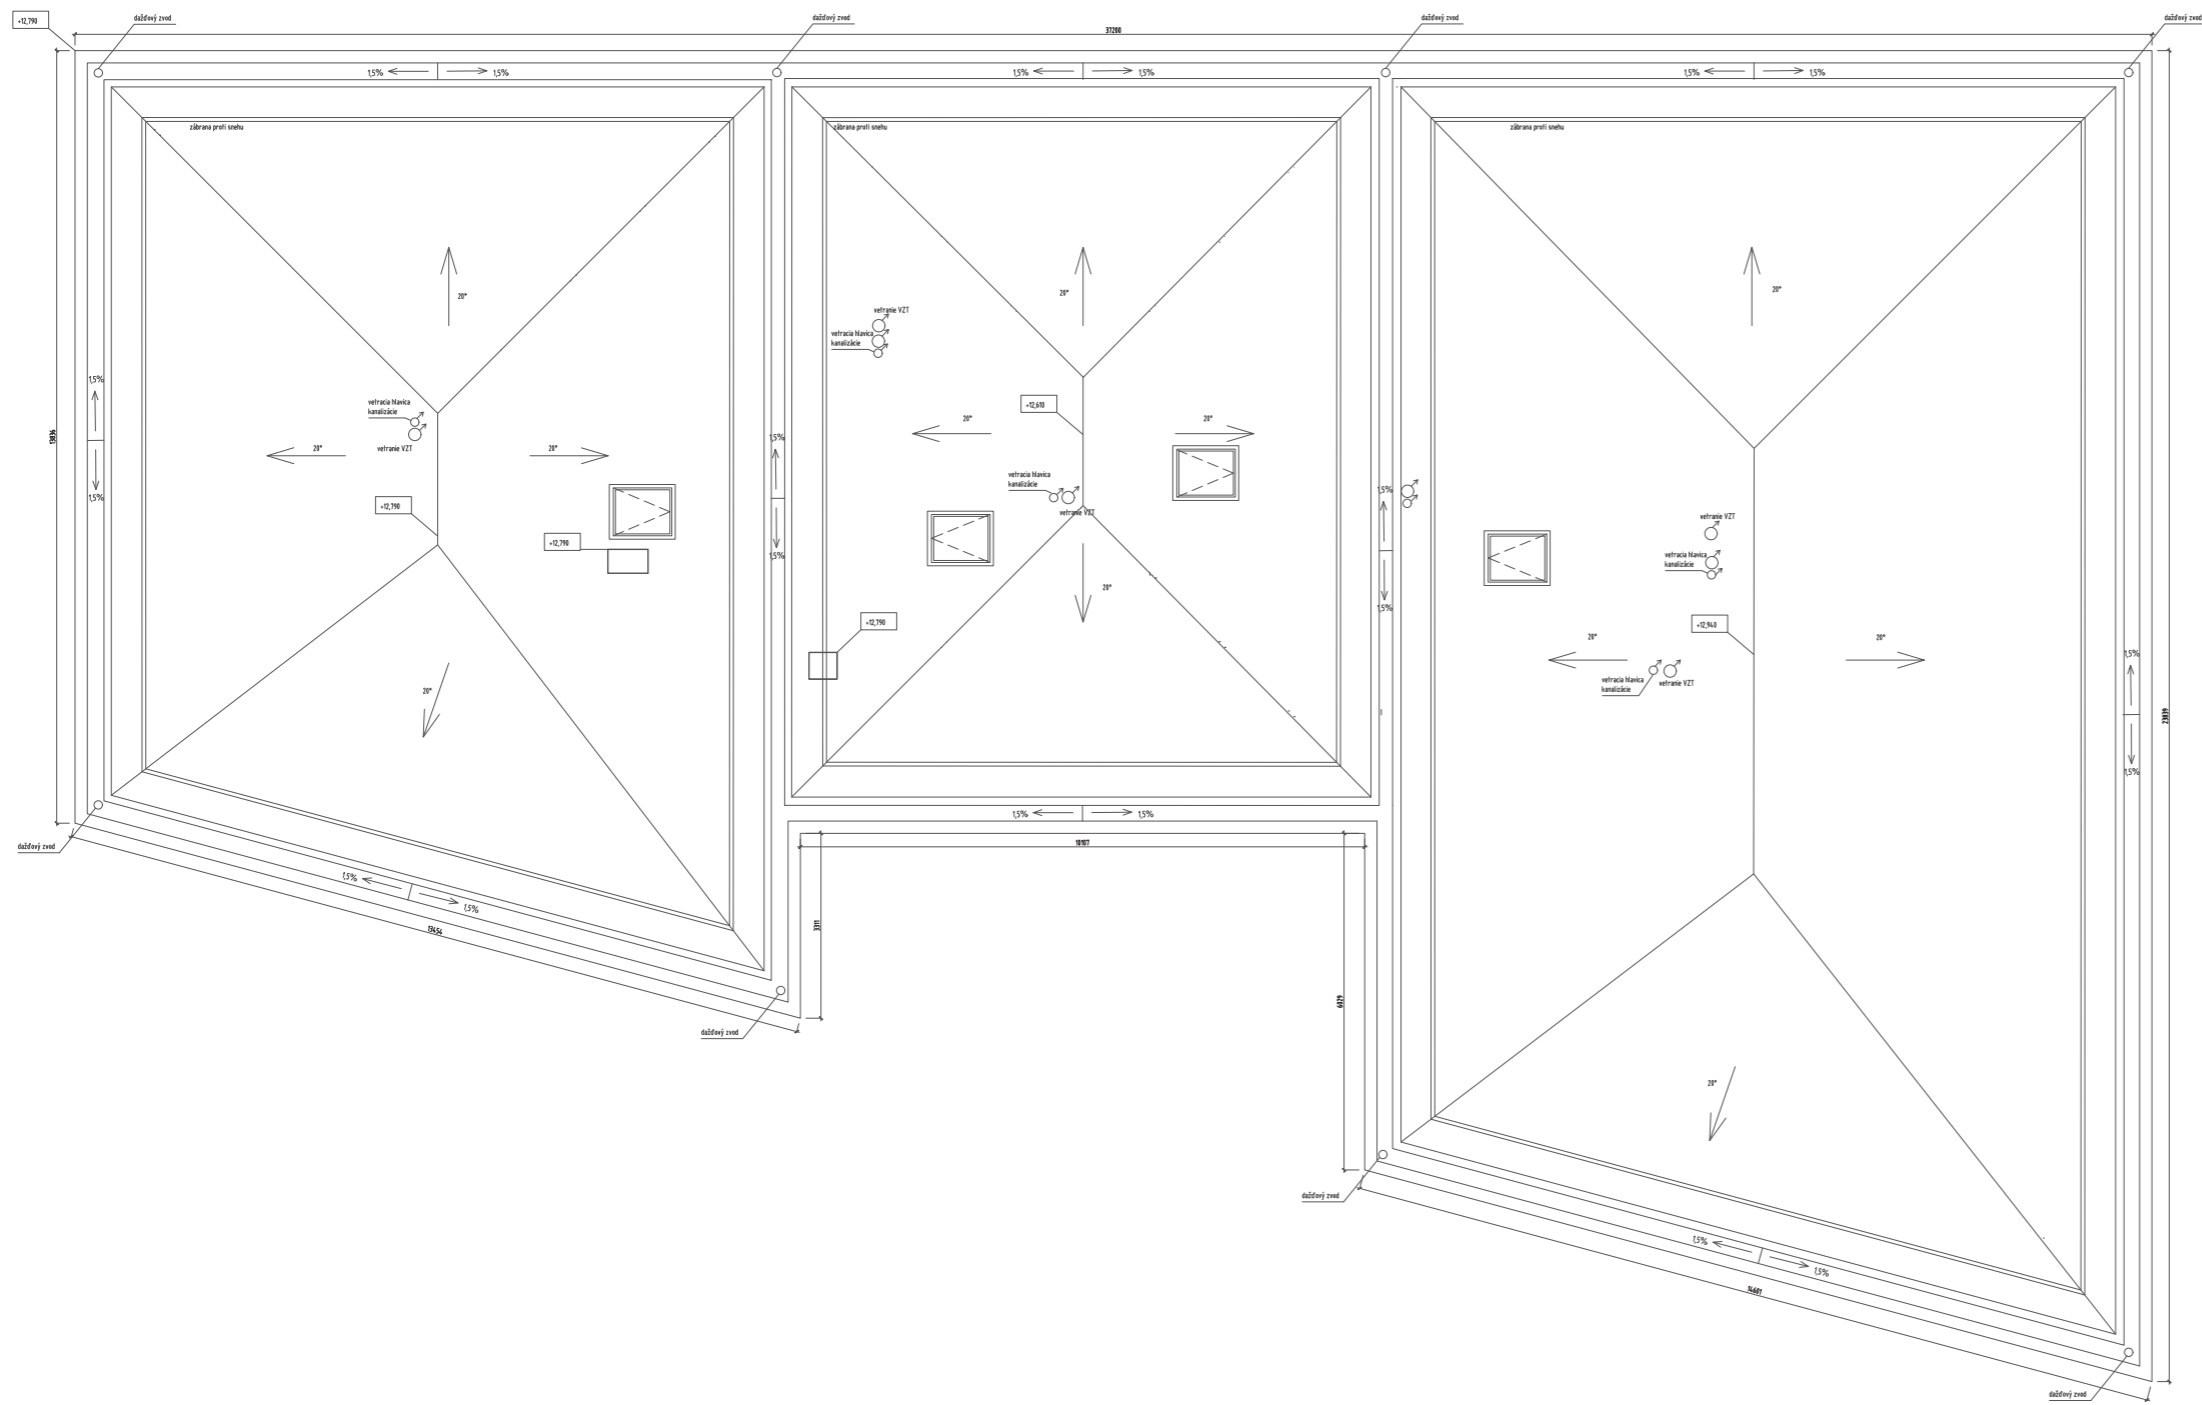 +12,790
dažďový zvod
dažďový zvod
dažďový zvod
dažďový zvod
37200
1,5%
1,5%
1,5%
1,5%
1,5%
1,5%
zábrana proti snehu
zábrana proti snehu
zábrana proti snehu
20°
20°
20°
vetranie VZT
vetracia hlavica
kanalizácie
1,5%
13836
1,5%
vetracia hlavica
kanalizácie
vetranie VZT
20°
20°
+12,790
+12,790
1,5%
1,5%
+12,610
20°
20°
vetracia hlavica
kanalizácie
vetranie VZT
20°
+12,790
1,5%
1,5%
vetranie VZT
vetracia hlavica
kanalizácie
+12,940
20°
20°
vetracia hlavica
kanalizácie
vetranie VZT
1,5%
1,5%
23839
20°
dažďový zvod
1,5%
1,5%
13454
dažďový zvod
1,5%
1,5%
10107
3311
6029
dažďový zvod
20°
1,5%
1,5%
14601
dažďový zvod